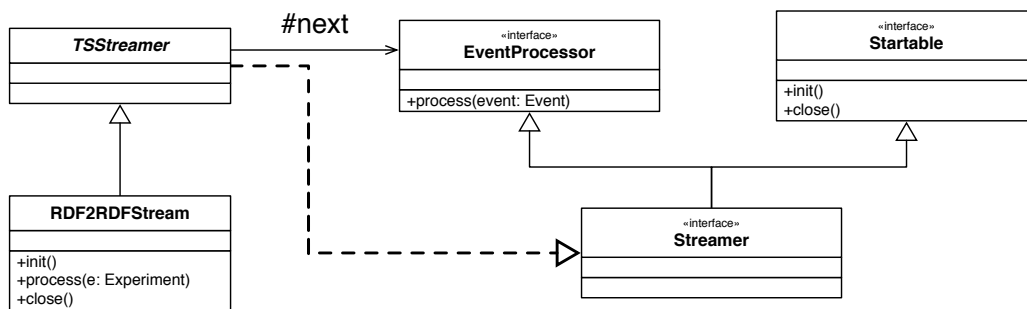 TSStreamer
#next
«interface»
EventProcessor
+process(event: Event)
«interface»
Startable
+init()
+close()
RDF2RDFStream
+init()
+process(e: Experiment)
+close()
«interface»
Streamer